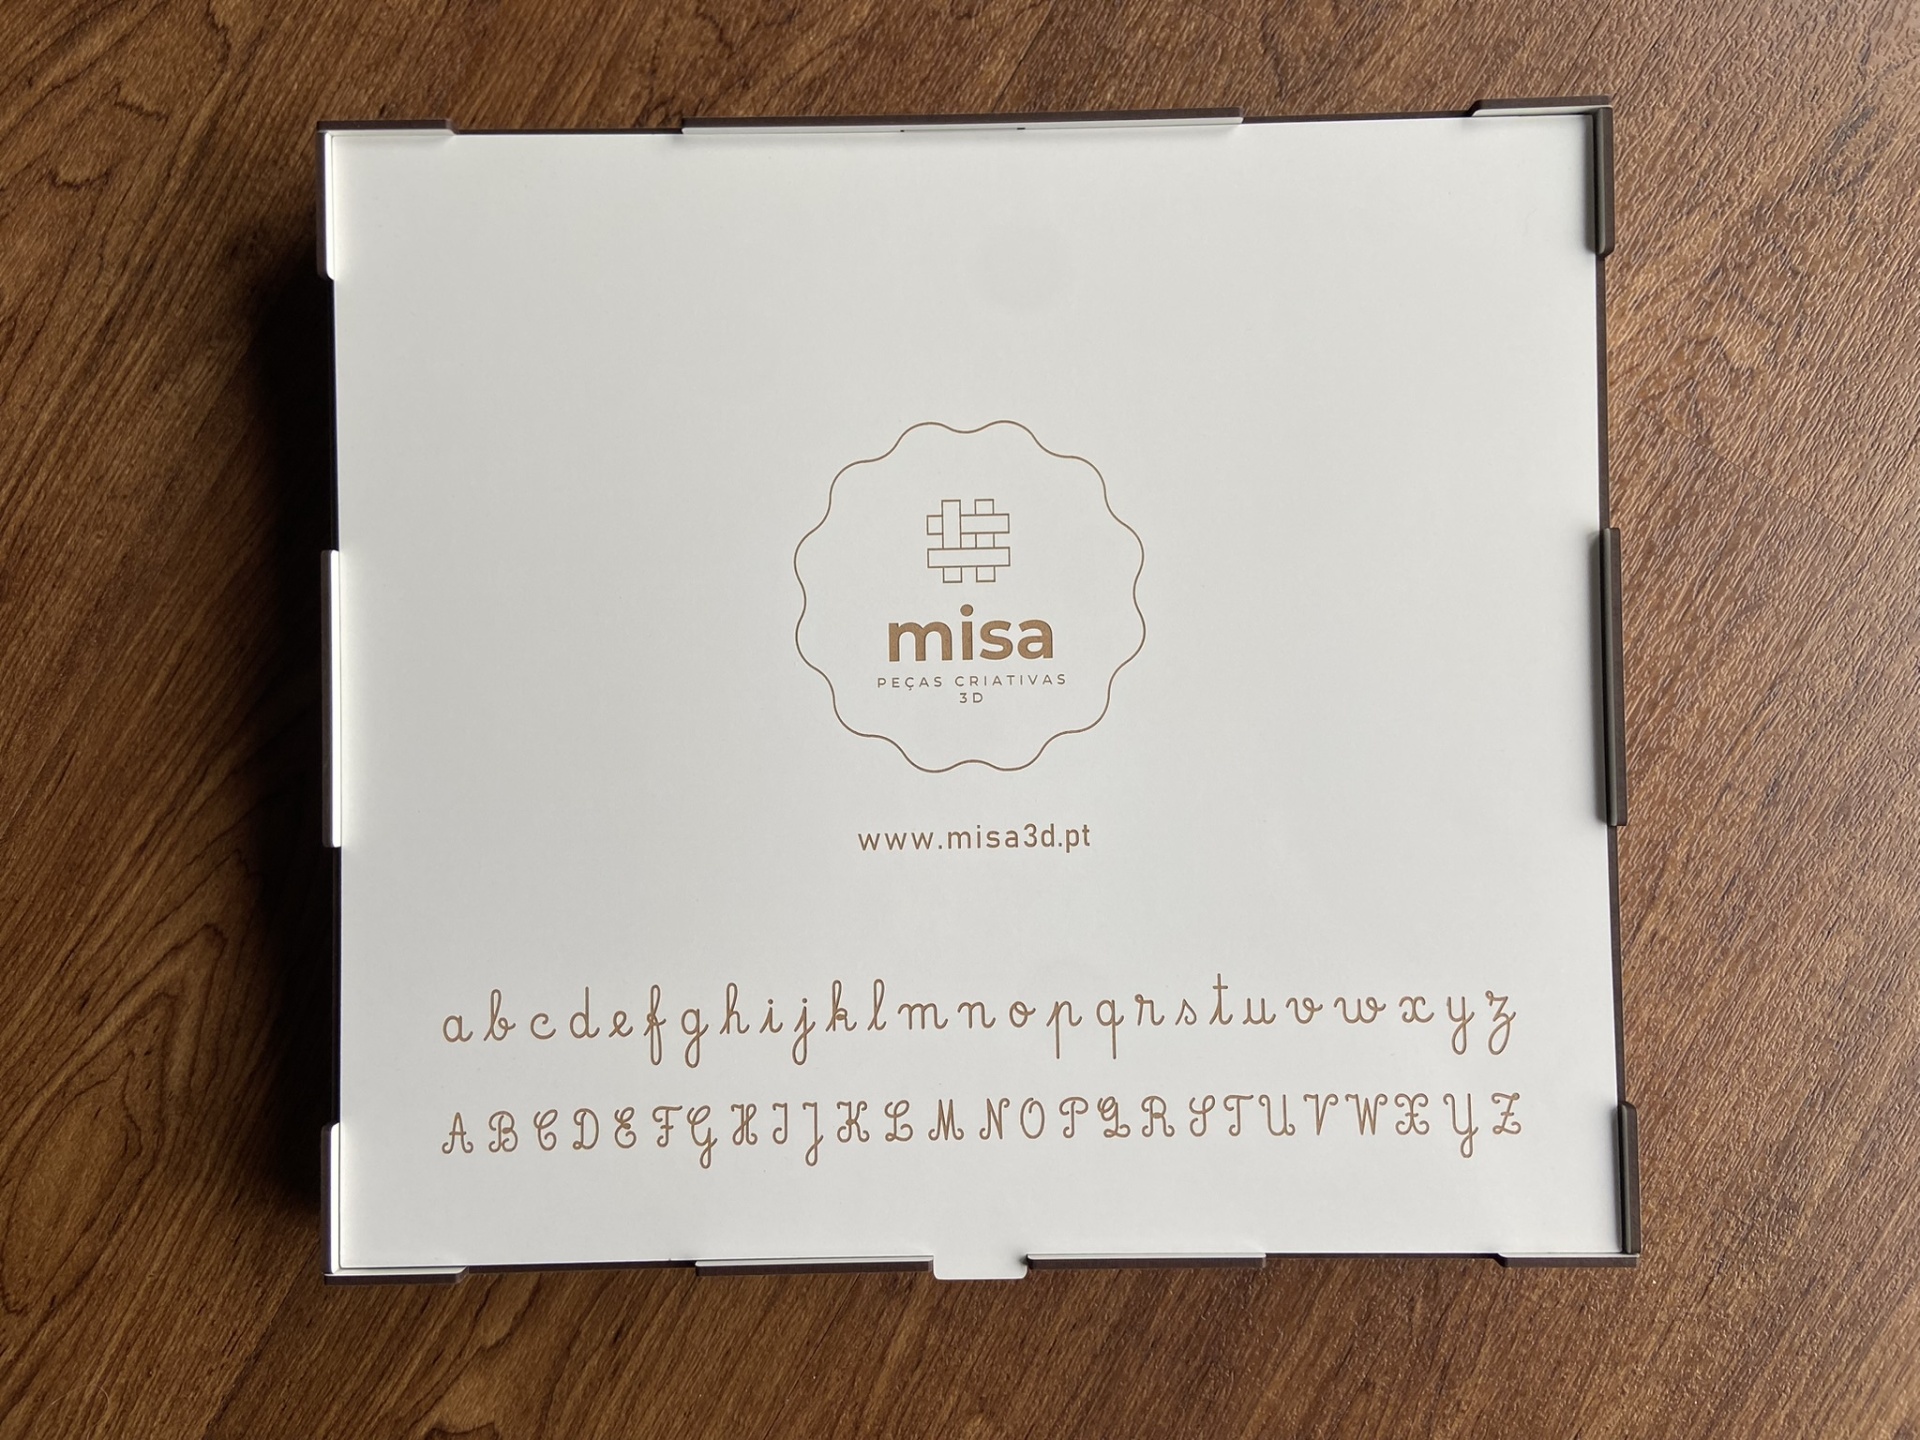 misa
PEÇAS CRIATIVAS
3D
www.misa3d.pt
a b c d e f g h i j k l m n o p q r s t u v w x y z
A B C D E F G H I J K L M N O P Q R S T U V W X Y Z